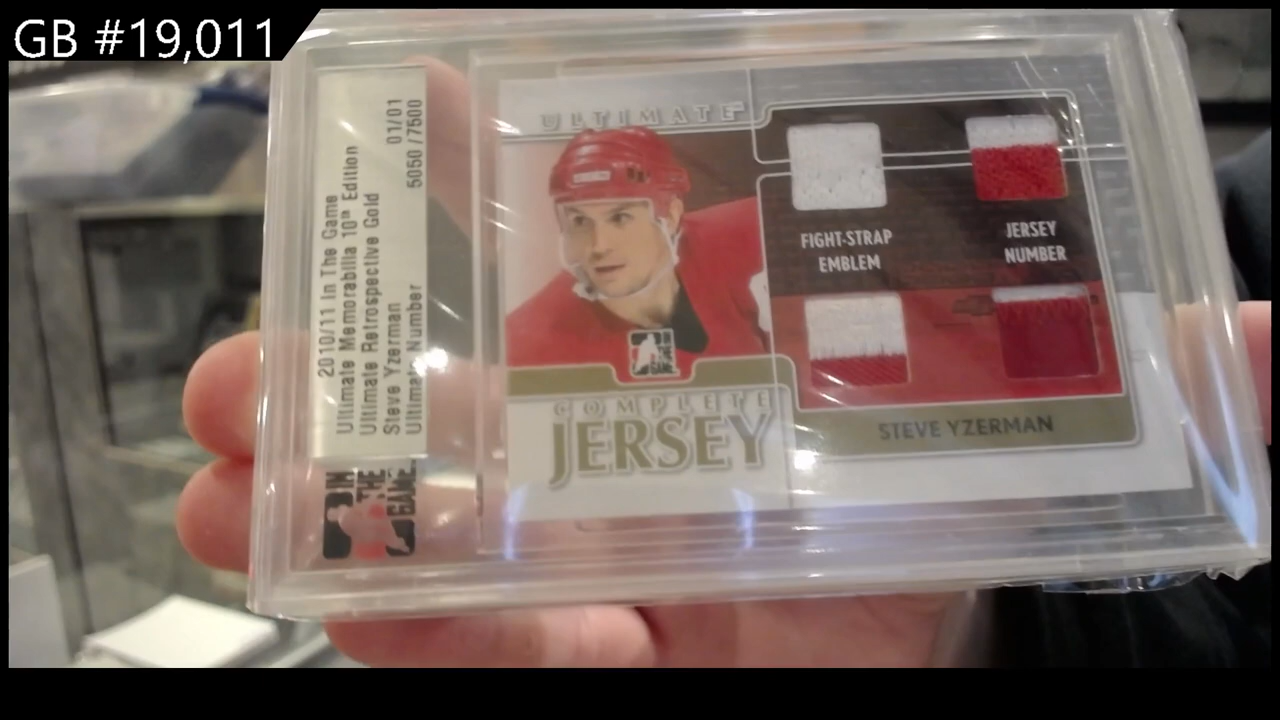 GB #19,011
2010/11 In The Game
Ultimate Memorabilia 10th Edition
Ultimate Retrospective Gold
Steve Yzerman 01/01
Ultimate Number 5050/7500
IN
THE
GAME
ULTIMATE
FIGHT-STRAP
EMBLEM
JERSEY
NUMBER
COMPLETE
JERSEY
STEVE YZERMAN